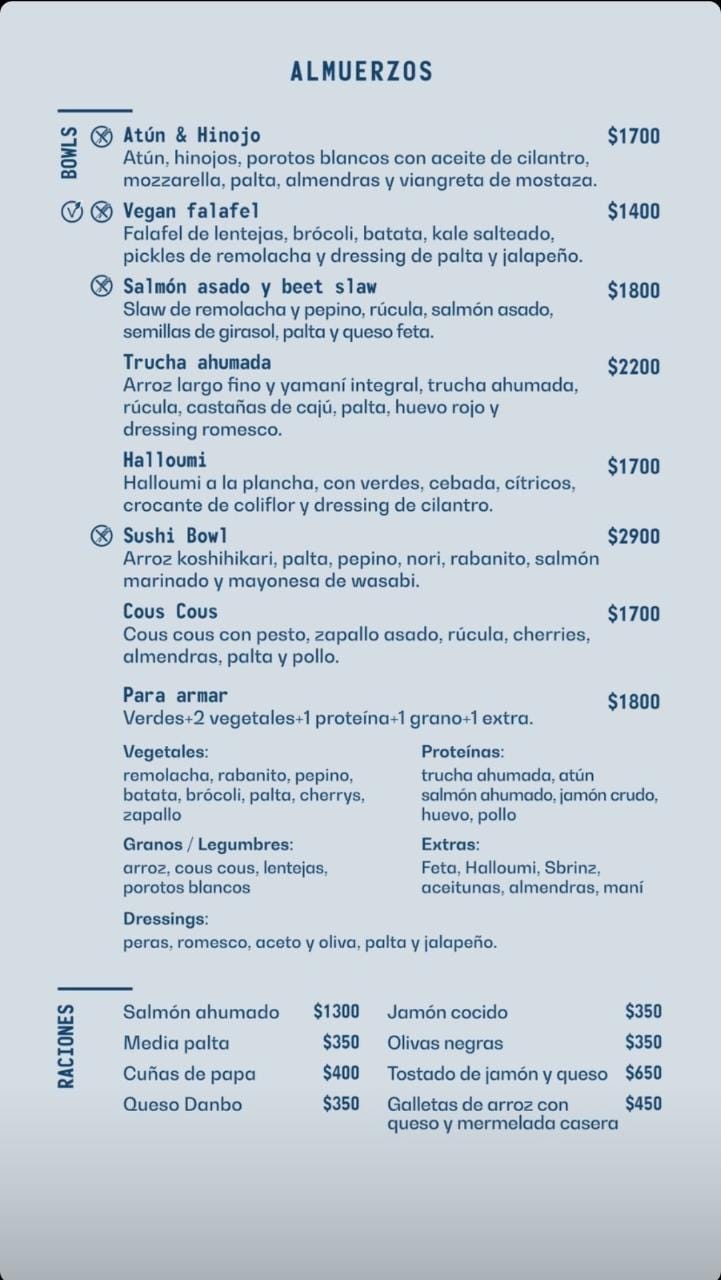 ALMUERZOS
BOWLS
Atún & Hinojo $1700
Atún, hinojos, porotos blancos con aceite de cilantro,
mozzarella, palta, almendras y viangreta de mostaza.
Vegan falafel $1400
Falafel de lentejas, brócoli, batata, kale salteado,
pickles de remolacha y dressing de palta y jalapeño.
Salmón asado y beet slaw $1800
Slaw de remolacha y pepino, rúcula, salmón asado,
semillas de girasol, palta y queso feta.
Trucha ahumada $2200
Arroz largo fino y yamaní integral, trucha ahumada,
rúcula, castañas de cajú, palta, huevo rojo y
dressing romesco.
Halloumi $1700
Halloumi a la plancha, con verdes, cebada, cítricos,
crocante de coliflor y dressing de cilantro.
Sushi Bowl $2900
Arroz koshihikari, palta, pepino, nori, rabanito, salmón
marinado y mayonesa de wasabi.
Cous Cous $1700
Cous cous con pesto, zapallo asado, rúcula, cherries,
almendras, palta y pollo.
Para armar $1800
Verdes+2 vegetales+1 proteína+1 grano+1 extra.
Vegetales:
remolacha, rabanito, pepino,
batata, brócoli, palta, cherrys,
zapallo
Proteínas:
trucha ahumada, atún
salmón ahumado, jamón crudo,
huevo, pollo
Granos / Legumbres:
arroz, cous cous, lentejas,
porotos blancos
Extras:
Feta, Halloumi, Sbrinz,
aceitunas, almendras, maní
Dressings:
peras, romesco, aceto y oliva, palta y jalapeño.
RACIONES
Salmón ahumado $1300
Media palta $350
Cuñas de papa $400
Queso Danbo $350
Jamón cocido $350
Olivas negras $350
Tostado de jamón y queso $650
Galletas de arroz con $450
queso y mermelada casera